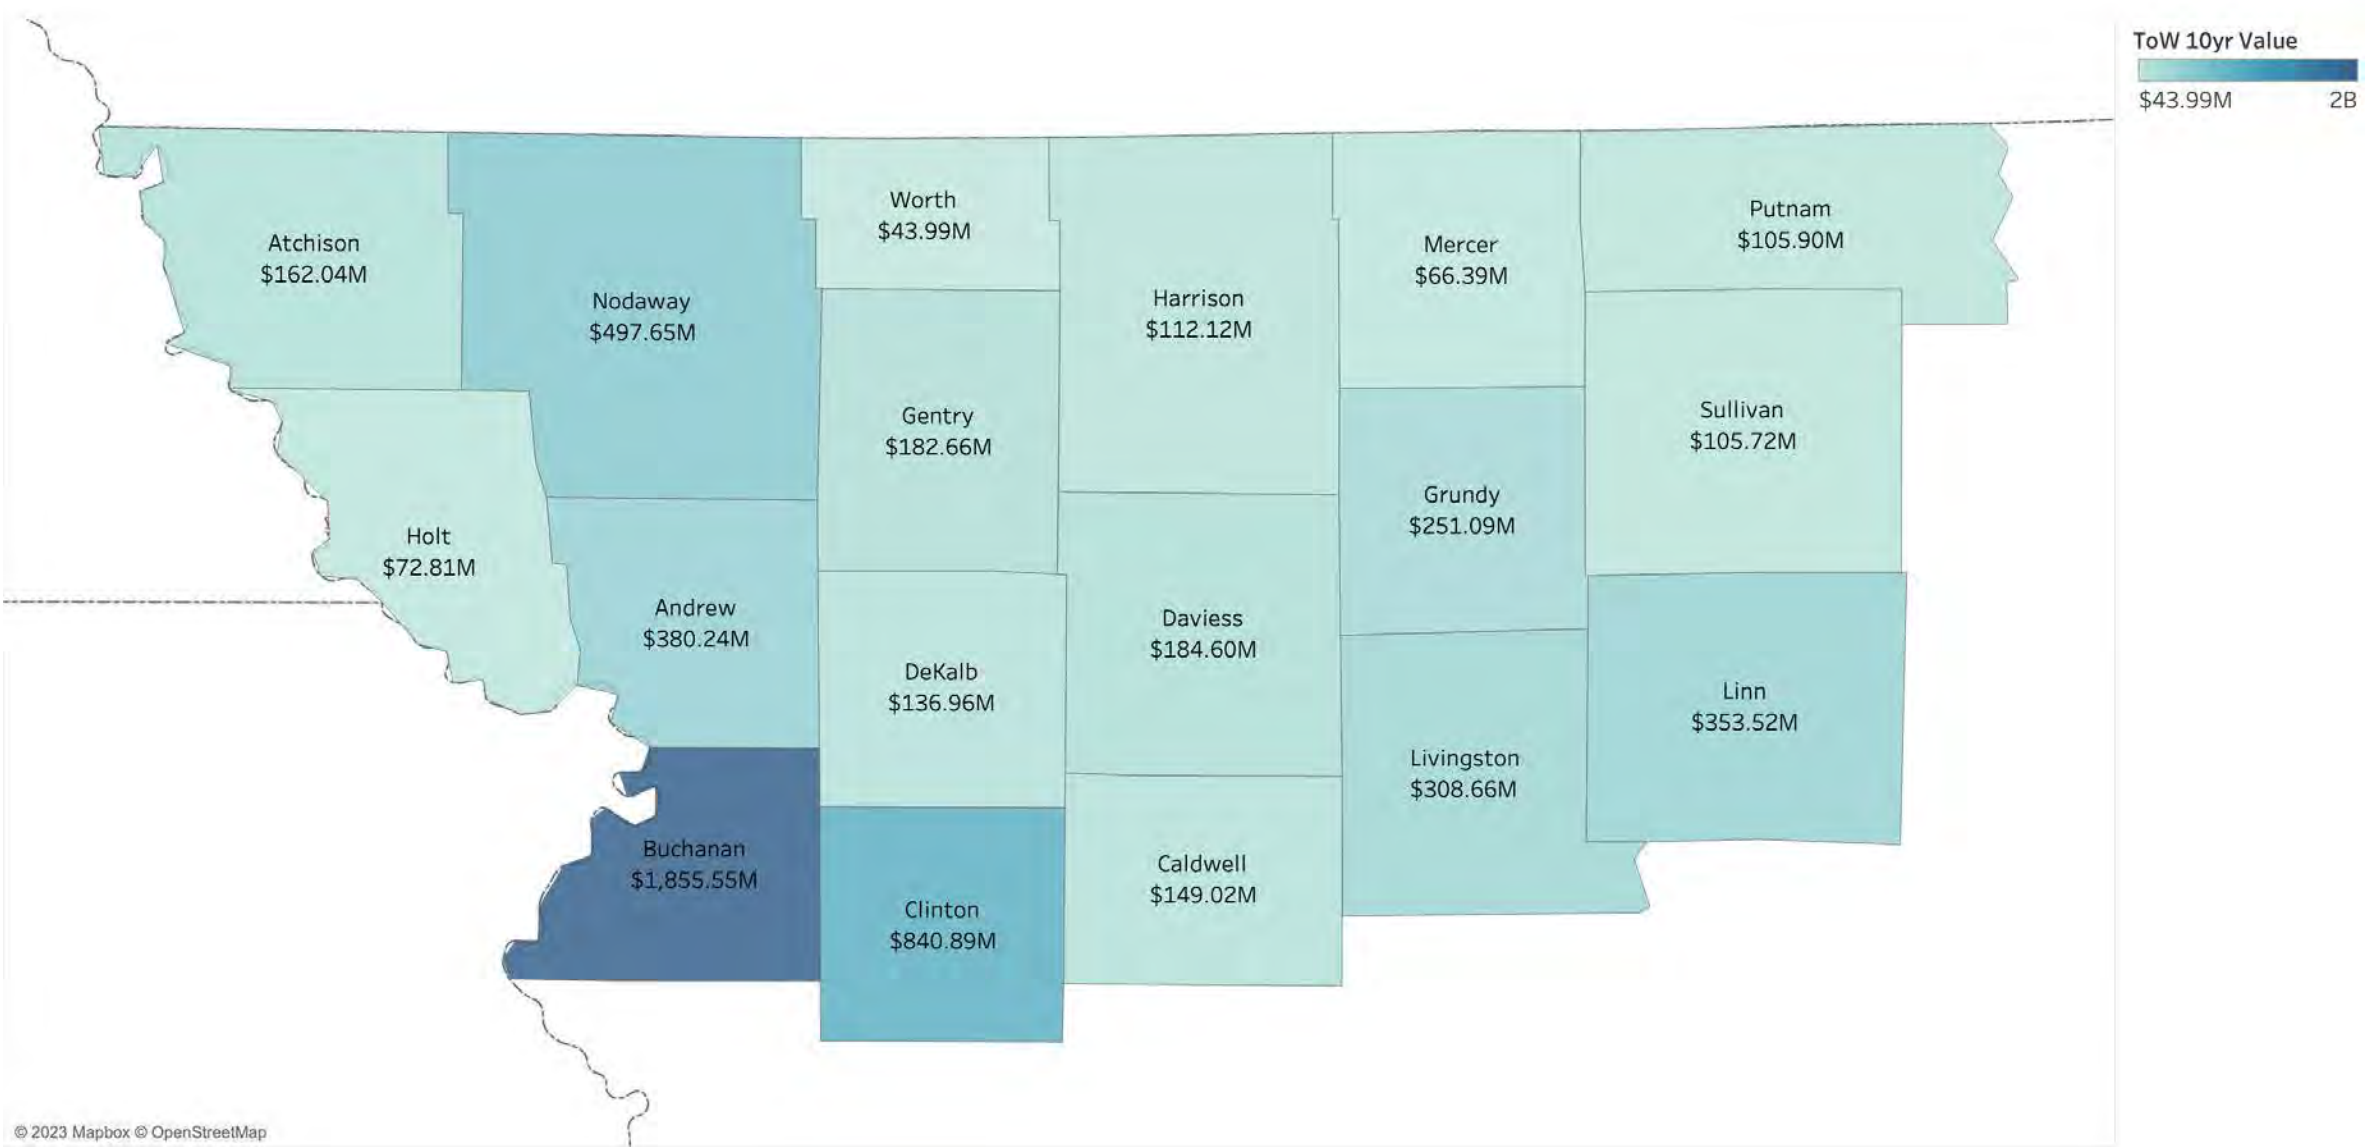 ToW 10yr Value
$43.99M 2B
Atchison
$162.04M
Nodaway
$497.65M
Worth
$43.99M
Harrison
$112.12M
Mercer
$66.39M
Putnam
$105.90M
Gentry
$182.66M
Sullivan
$105.72M
Grundy
$251.09M
Holt
$72.81M
Andrew
$380.24M
DeKalb
$136.96M
Daviess
$184.60M
Linn
$353.52M
Livingston
$308.66M
Buchanan
$1,855.55M
Clinton
$840.89M
Caldwell
$149.02M
© 2023 Mapbox © OpenStreetMap